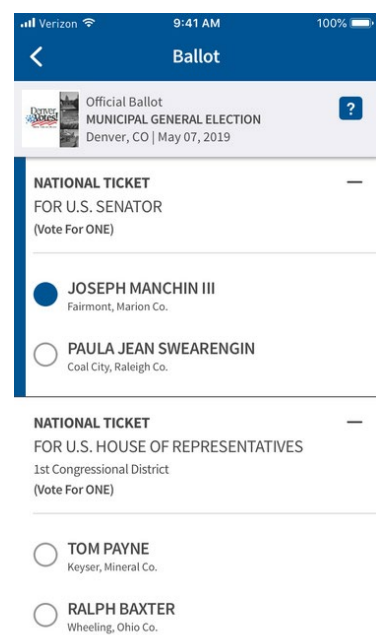 Verizon 9:41 AM 100%
Ballot
Denver
Votes!
Official Ballot
MUNICIPAL GENERAL ELECTION
Denver, CO | May 07, 2019
?
NATIONAL TICKET
FOR U.S. SENATOR
(Vote For ONE)
JOSEPH MANCHIN III
Fairmont, Marion Co.
PAULA JEAN SWEARENGIN
Coal City, Raleigh Co.
NATIONAL TICKET
FOR U.S. HOUSE OF REPRESENTATIVES
1st Congressional District
(Vote For ONE)
TOM PAYNE
Keyser, Mineral Co.
RALPH BAXTER
Wheeling, Ohio Co.